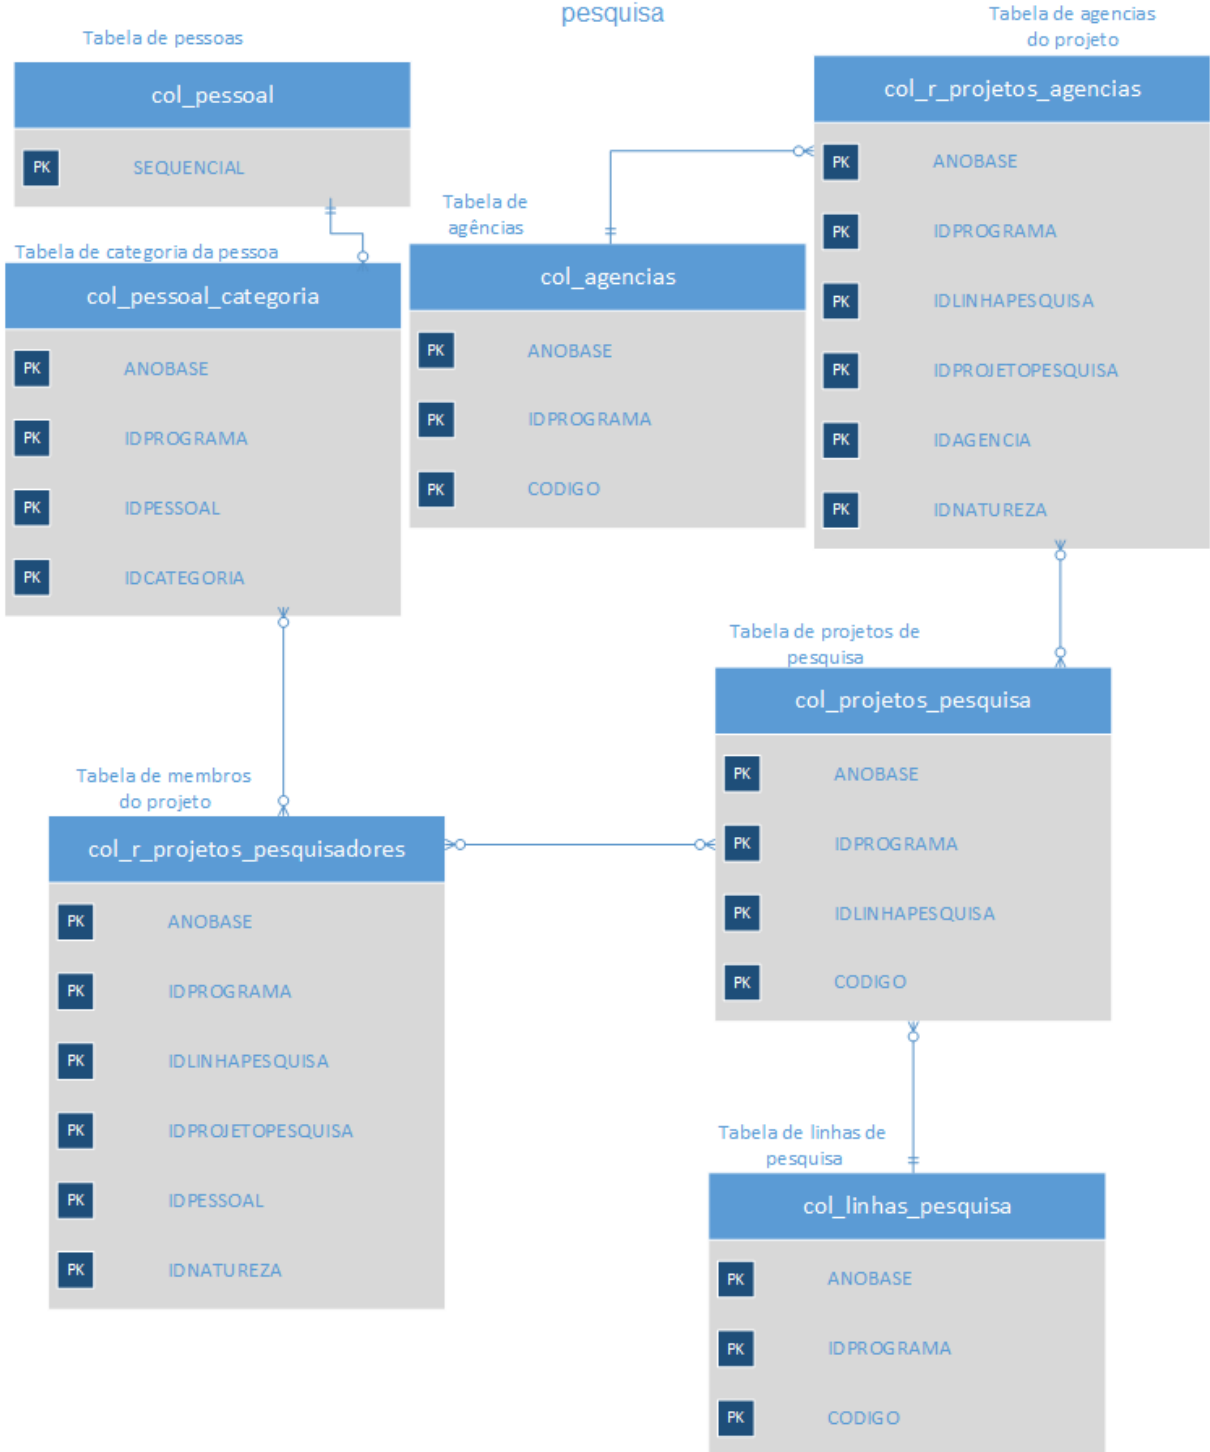 pesquisa
Tabela de pessoas
col_pessoal
PK SEQUENCIAL
Tabela de categoria da pessoa
col_pessoal_categoria
PK ANOBASE
PK IDPROGRAMA
PK IDPESSOAL
PK IDCATEGORIA
Tabela de
agências
col_agencias
PK ANOBASE
PK IDPROGRAMA
PK CODIGO
Tabela de agencias
do projeto
col_r_projetos_agencias
PK ANOBASE
PK IDPROGRAMA
PK IDLINHAPESQUISA
PK IDPROJETOPESQUISA
PK IDAGENCIA
PK IDNATUREZA
Tabela de projetos de
pesquisa
col_projetos_pesquisa
PK ANOBASE
PK IDPROGRAMA
PK IDLINHAPESQUISA
PK CODIGO
Tabela de membros
do projeto
col_r_projetos_pesquisadores
PK ANOBASE
PK IDPROGRAMA
PK IDLINHAPESQUISA
PK IDPROJETOPESQUISA
PK IDPESSOAL
PK IDNATUREZA
Tabela de linhas de
pesquisa
col_linhas_pesquisa
PK ANOBASE
PK IDPROGRAMA
PK CODIGO